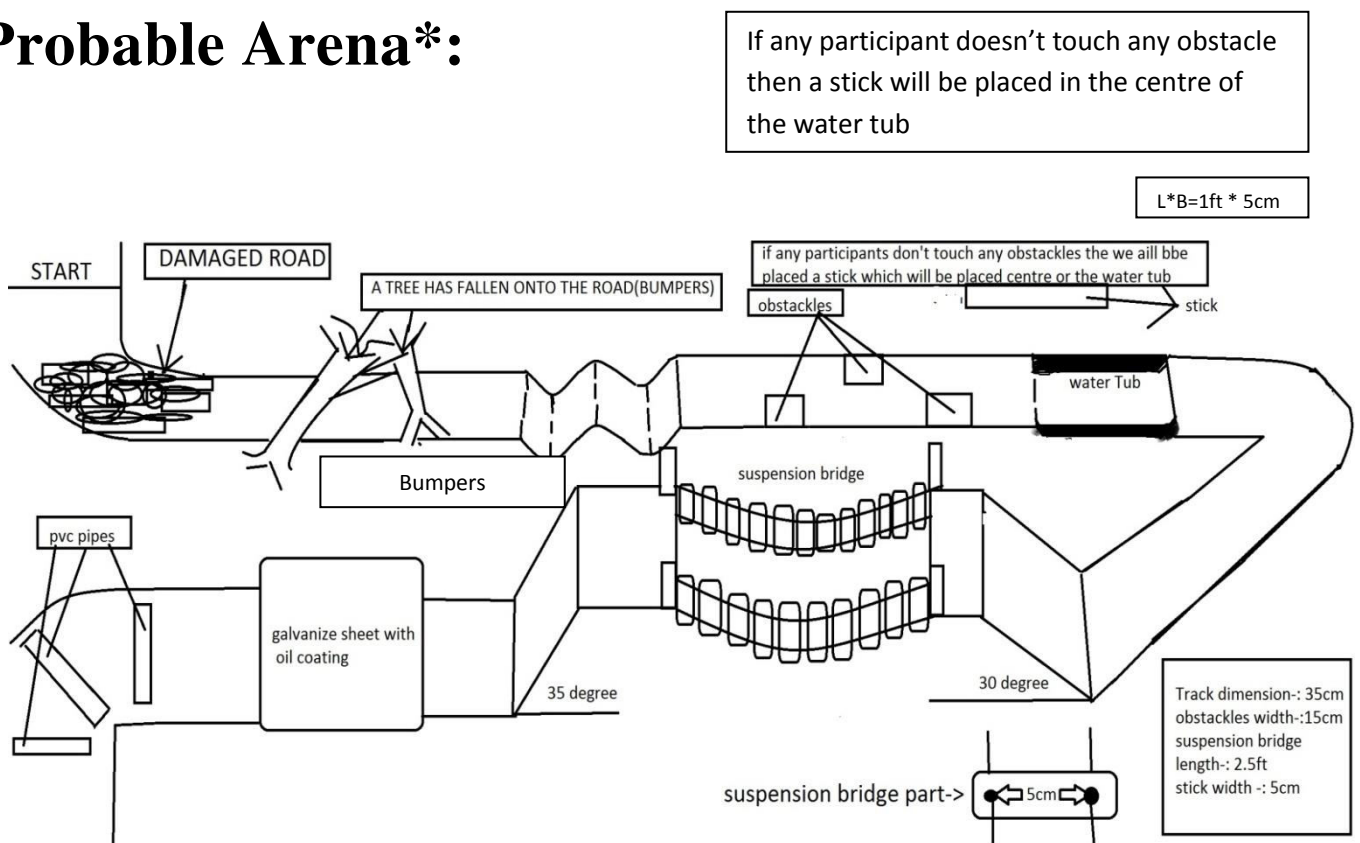 Probable Arena*:
If any participant doesn’t touch any obstacle
then a stick will be placed in the centre of
the water tub
L*B=1ft * 5cm
START
DAMAGED ROAD
A TREE HAS FALLEN ONTO THE ROAD(BUMPERS)
if any participants don't touch any obstackles the we aill bbe
placed a stick which will be placed centre or the water tub
obstackles
stick
water Tub
Bumpers
suspension bridge
pvc pipes
galvanize sheet with
oil coating
35 degree
30 degree
Track dimension-: 35cm
obstackles width-:15cm
suspension bridge
length-: 2.5ft
stick width -: 5cm
suspension bridge part->
5cm